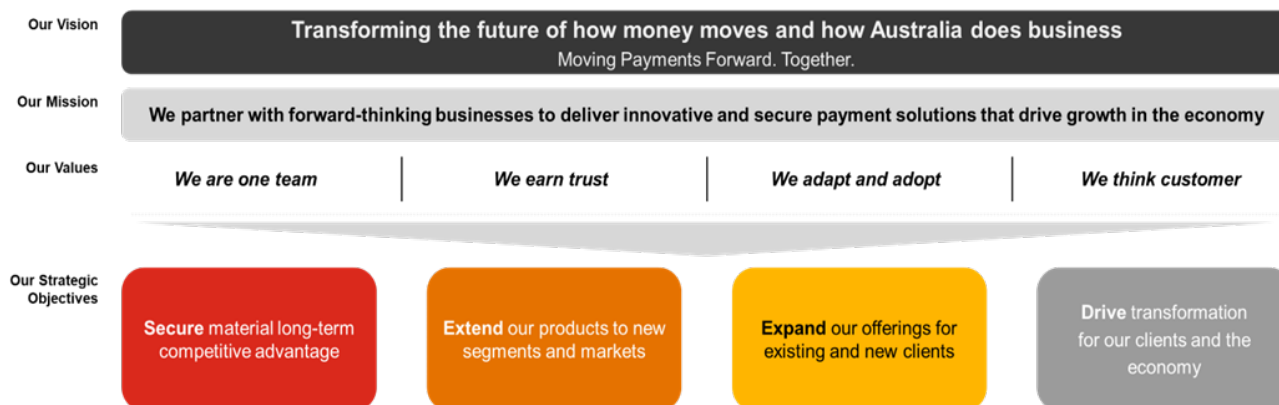 Our Vision
Transforming the future of how money moves and how Australia does business
Moving Payments Forward. Together.
Our Mission
We partner with forward-thinking businesses to deliver innovative and secure payment solutions that drive growth in the economy
Our Values
We are one team
We earn trust
We adapt and adopt
We think customer
Our Strategic
Objectives
Secure material long-term
competitive advantage
Extend our products to new
segments and markets
Expand our offerings for
existing and new clients
Drive transformation
for our clients and the
economy